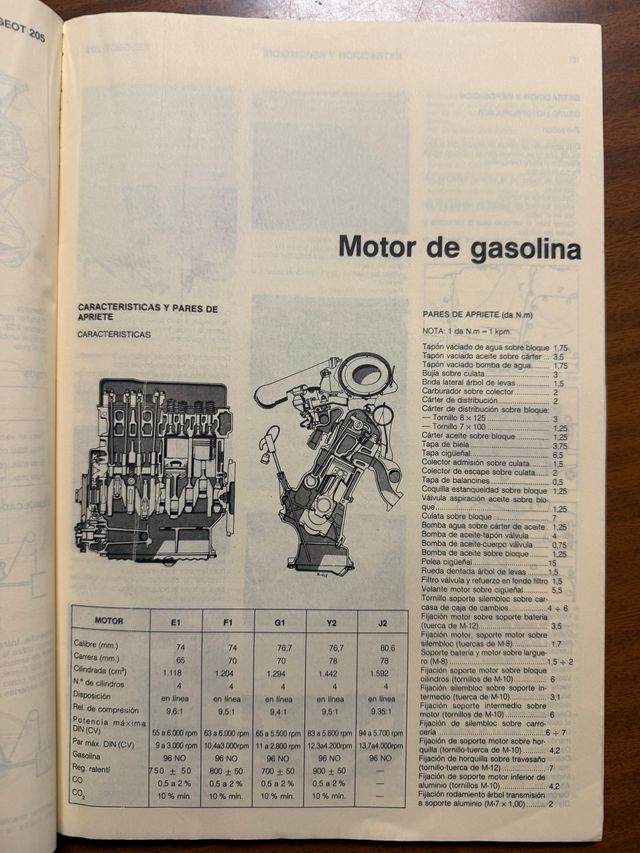 GEOT 205
Motor de gasolina
CARACTERISTICAS Y PARES DE
APRIETE
CARACTERISTICAS
PARES DE APRIETE (da N.m)
NOTA: 1 da N.m = 1 kpm.
Tapón vaciado de agua sobre bloque 1,75
Tapón vaciado aceite sobre cárter ... 3,5
Tapón vaciado bomba de agua ........ 1,75
Bujía sobre culata ........ 3
Brida lateral árbol de levas ........ 1,5
Carburador sobre colector ........ 2
Cárter de distribución ........ 2
Cárter de distribución sobre bloque:
— Tornillo 8 × 125 ........ 3
— Tornillo 7 × 100 ........ 1,25
Cárter aceite sobre bloque ........ 1,25
Tapa de biela ........ 3,75
Tapa cigüeñal ........ 6,5
Colector admisión sobre culata ........ 1,5
Colector de escape sobre culata ..... 2
Tapa de balancines ........ 0,5
Coquilla estanqueidad sobre bloque 1,25
Válvula aspiración aceite sobre blo-
que ........ 1,25
Culata sobre bloque ........ 7
Bomba agua sobre cárter de aceite . 1,25
Bomba de aceite-tapón válvula ........ 4
Bomba de aceite-cuerpo válvula ..... 0,75
Bomba de aceite sobre bloque ........ 1,25
Polea cigüeñal ........ 15
Rueda dentada árbol de levas ........ 1,5
Filtro válvula y refuerzo en fondo filtro 1,5
Volante motor sobre cigüeñal ........ 5,5
Tornillo soporte silembloc sobre car-
casa de caja de cambios ........ 4 ÷ 6
Fijación motor sobre soporte batería
(tuerca de M-12) ........ 3,5
Fijación motor, soporte motor sobre
silembloc (tuercas de M-8) ........ 1,7
Soporte batería y motor sobre largue-
ro (M-8) ........ 1,5 ÷ 2
Fijación soporte motor sobre bloque
cilindros (tornillos de M-10) ........ 6
Fijación silembloc sobre soporte in-
termedio (tuerca de M-10) ........ 3,1
Fijación soporte intermedio sobre
motor (tornillos de M-10) ........ 6
Fijación de silembloc sobre carro-
cería ........ 6 ÷ 7
Fijación de soporte motor sobre hor-
quilla (tornillo-tuerca de M-10) ........ 4,2
Fijación de horquilla sobre travesaño
(tornillo-tuerca de M-12) ........ 7
Fijación de soporte motor inferior de
aluminio (tornillos M-10) ........ 4,2
Fijación rodamiento árbol transmisión
a soporte aluminio (M-7 × 1,00) ........ 2
MOTOR E1 F1 G1 Y2 J2
Calibre (mm.) 74 74 76,7 76,7 80,6
Carrera (mm.) 65 70 70 78 78
Cilindrada (cm³) 1.118 1.204 1.294 1.442 1.592
N.º de cilindros 4 4 4 4 4
Disposición en línea en línea en línea en línea en línea
Rel. de compresión 9,6:1 9,5:1 9,4:1 9,5:1 9.35:1
Potencia máxima
DIN (CV) 55 a 6.000 rpm 63 a 6.000 rpm 65 a 5.500 rpm 83 a 5.600 rpm 94 a 5.700 rpm
Par máx. DIN (CV) 9 a 3.000 rpm 10,4a3.000rpm 11 a 2.800 rpm 12,3a4.200rpm 13,7a4.000rpm
Gasolina 96 NO 96 NO 96 NO 96 NO 96 NO
Reg. ralentí 750 ± 50 800 ± 50 700 ± 50 900 ± 50 —
CO 0,5 a 2 % 0,5 a 2 % 0,5 a 2 % 0,5 a 2 % —
CO₂ 10 % mín. 10 % mín. 10 % mín. 10 % mín. —